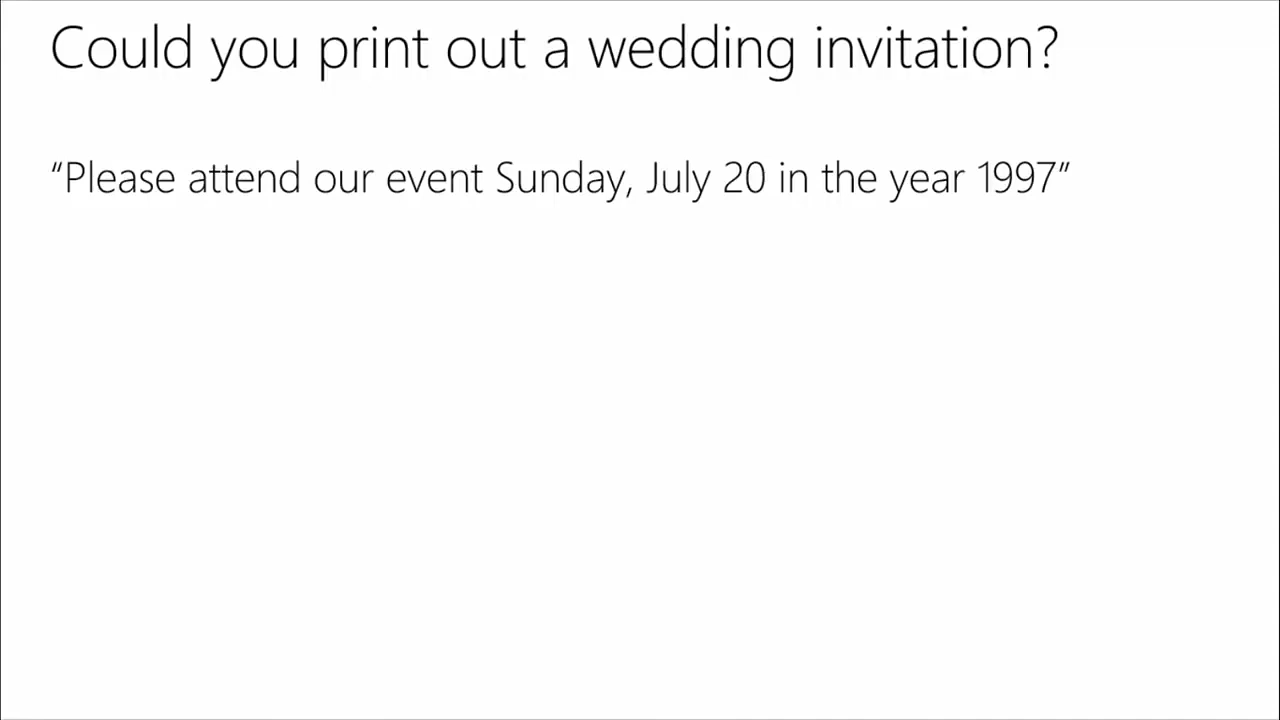 Could you print out a wedding invitation?
“Please attend our event Sunday, July 20 in the year 1997”